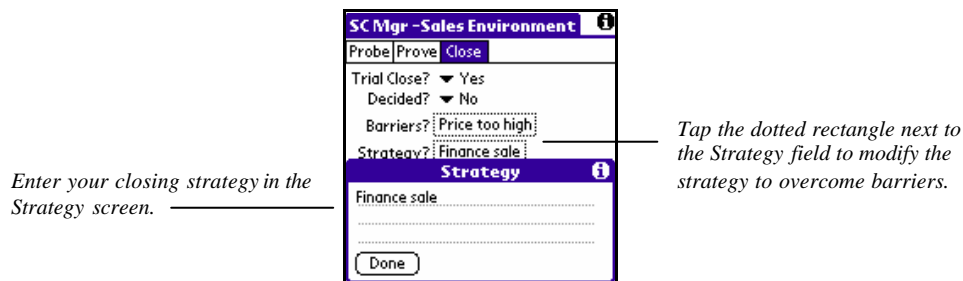 SC Mgr -Sales Environment
Probe Prove Close
Trial Close? Yes
Decided? No
Barriers? Price too high
Strategy? Finance sale
Strategy
Finance sale
Done
Enter your closing strategy in the
Strategy screen.
Tap the dotted rectangle next to
the Strategy field to modify the
strategy to overcome barriers.